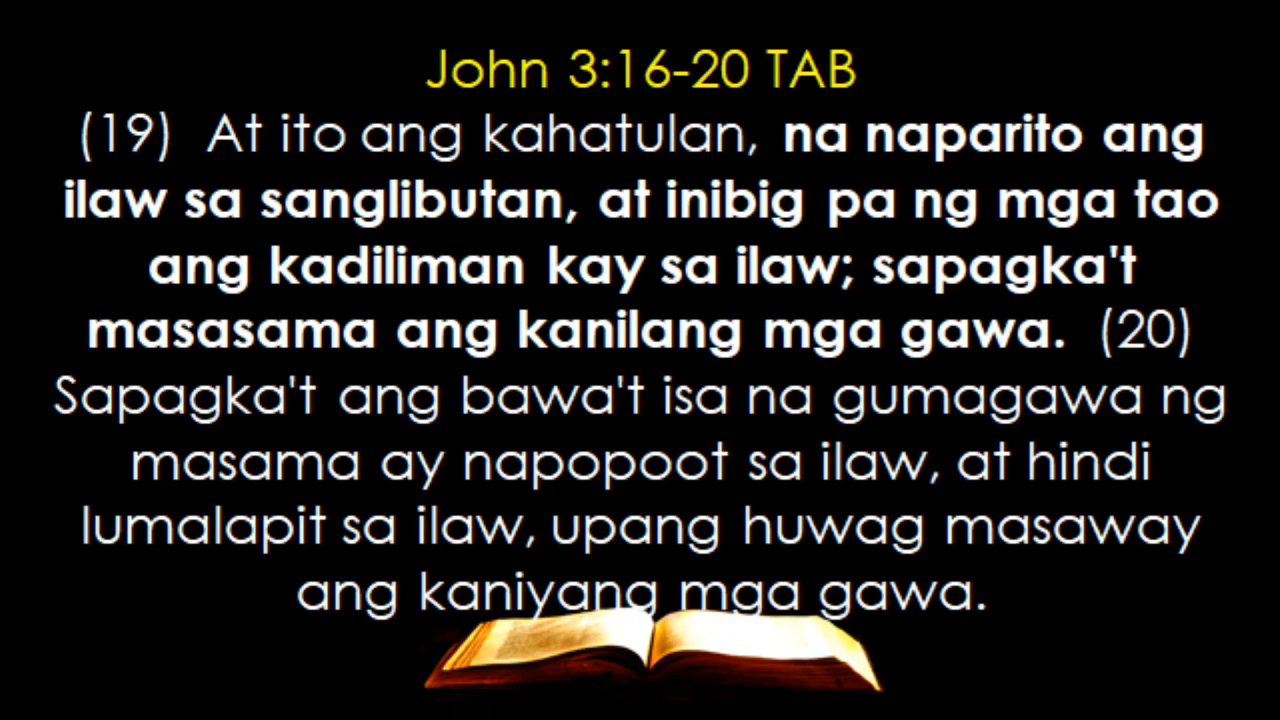 John 3:16-20 TAB
(19) At ito ang kahatulan, na naparito ang
ilaw sa sanglibutan, at inibig pa ng mga tao
ang kadiliman kay sa ilaw; sapagka't
masasama ang kanilang mga gawa. (20)
Sapagka't ang bawa't isa na gumagawa ng
masama ay napopoot sa ilaw, at hindi
lumalapit sa ilaw, upang huwag masaway
ang kaniyang mga gawa.